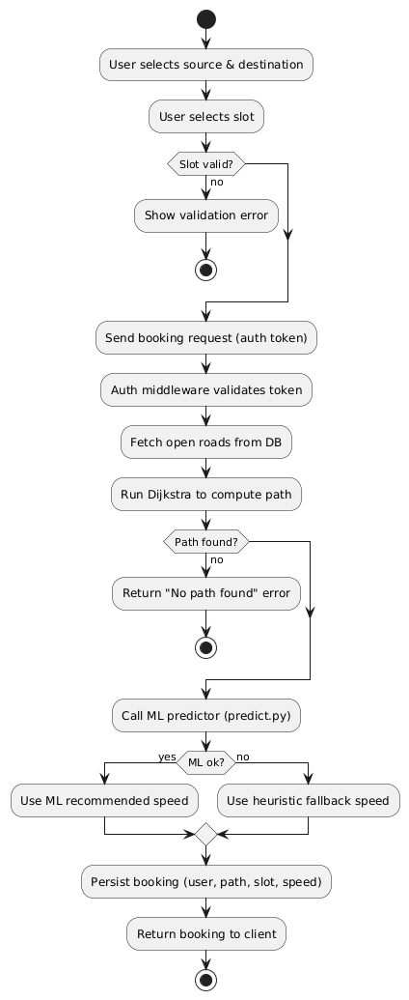 User selects source & destination
User selects slot
Slot valid?
no
Show validation error
Send booking request (auth token)
Auth middleware validates token
Fetch open roads from DB
Run Dijkstra to compute path
Path found?
no
Return "No path found" error
Call ML predictor (predict.py)
yes
ML ok?
no
Use ML recommended speed
Use heuristic fallback speed
Persist booking (user, path, slot, speed)
Return booking to client